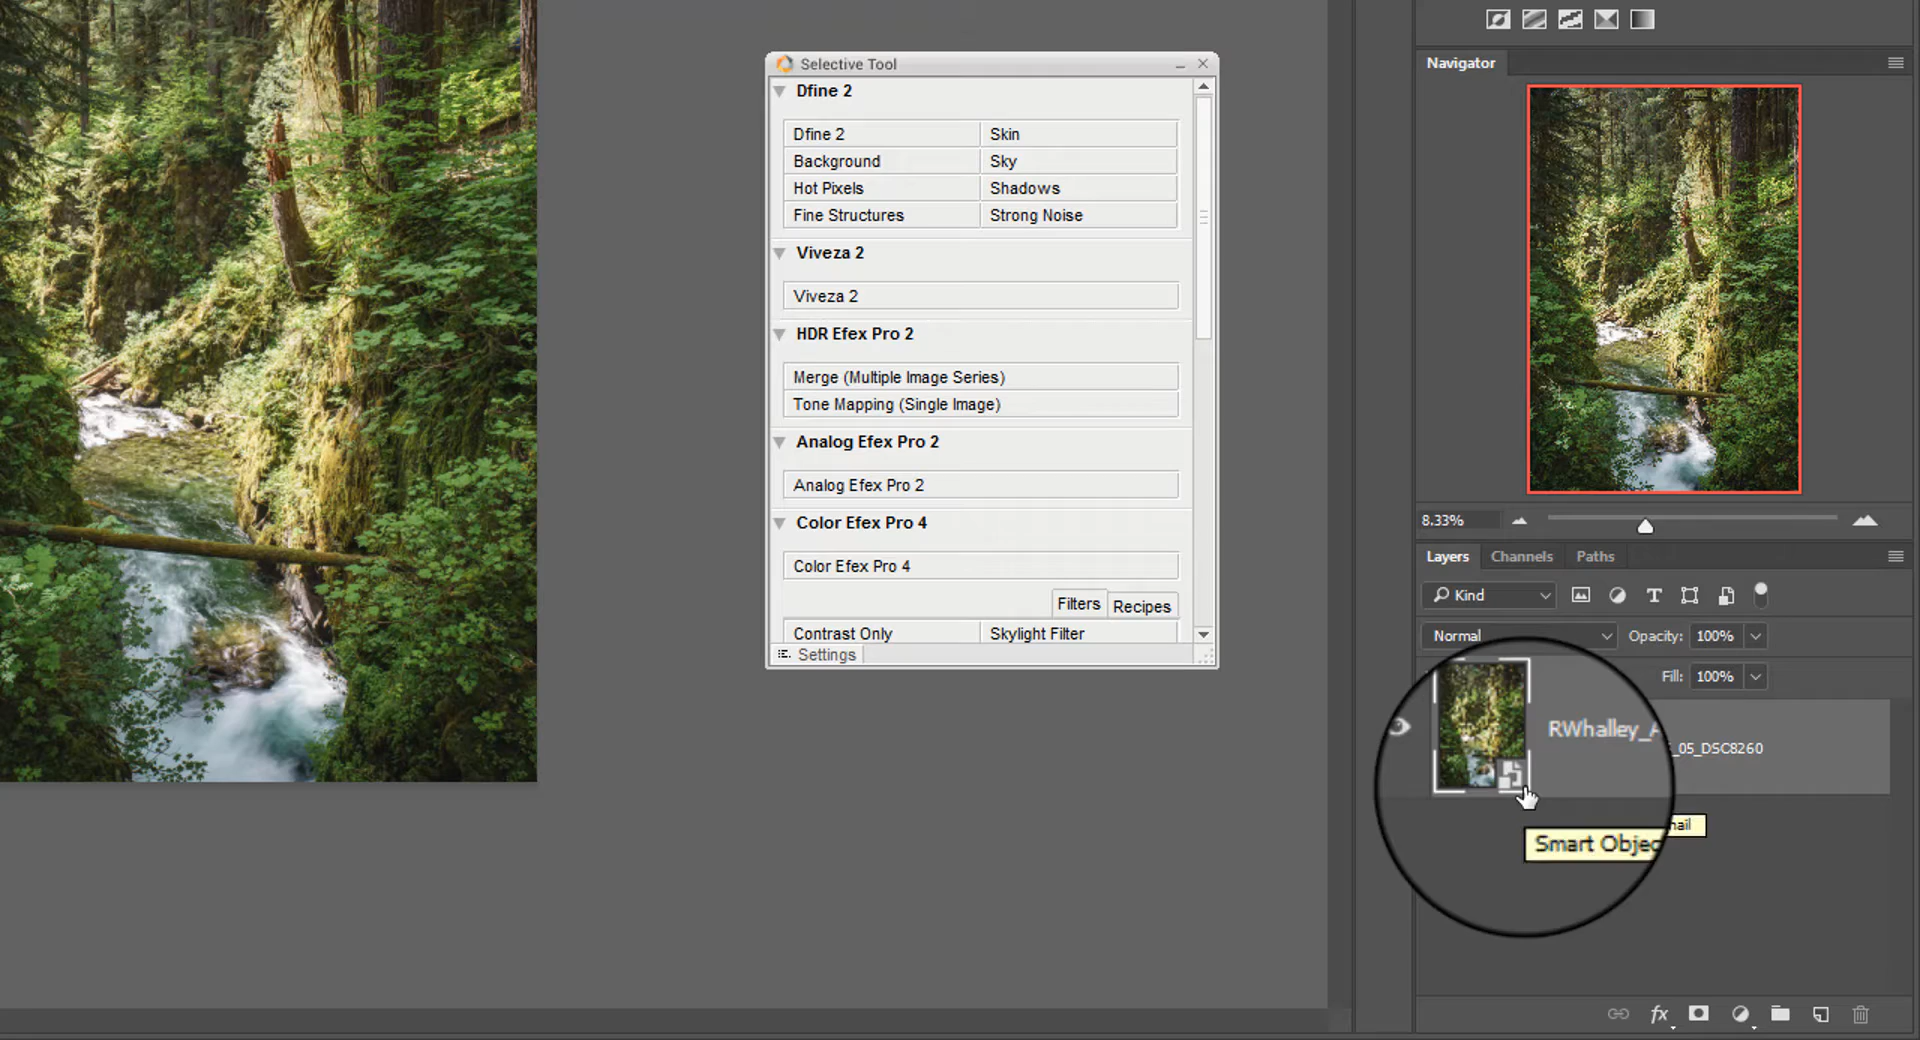 Selective Tool
Dfine 2
Dfine 2
Skin
Background
Sky
Hot Pixels
Shadows
Fine Structures
Strong Noise
Viveza 2
Viveza 2
HDR Efex Pro 2
Merge (Multiple Image Series)
Tone Mapping (Single Image)
Analog Efex Pro 2
Analog Efex Pro 2
Color Efex Pro 4
Color Efex Pro 4
Filters
Recipes
Contrast Only
Skylight Filter
Settings
Navigator
8.33%
Layers
Channels
Paths
Kind
Normal
Opacity: 100%
Fill: 100%
RWhalley_
_05_DSC8260
nail
Smart Objec
fx